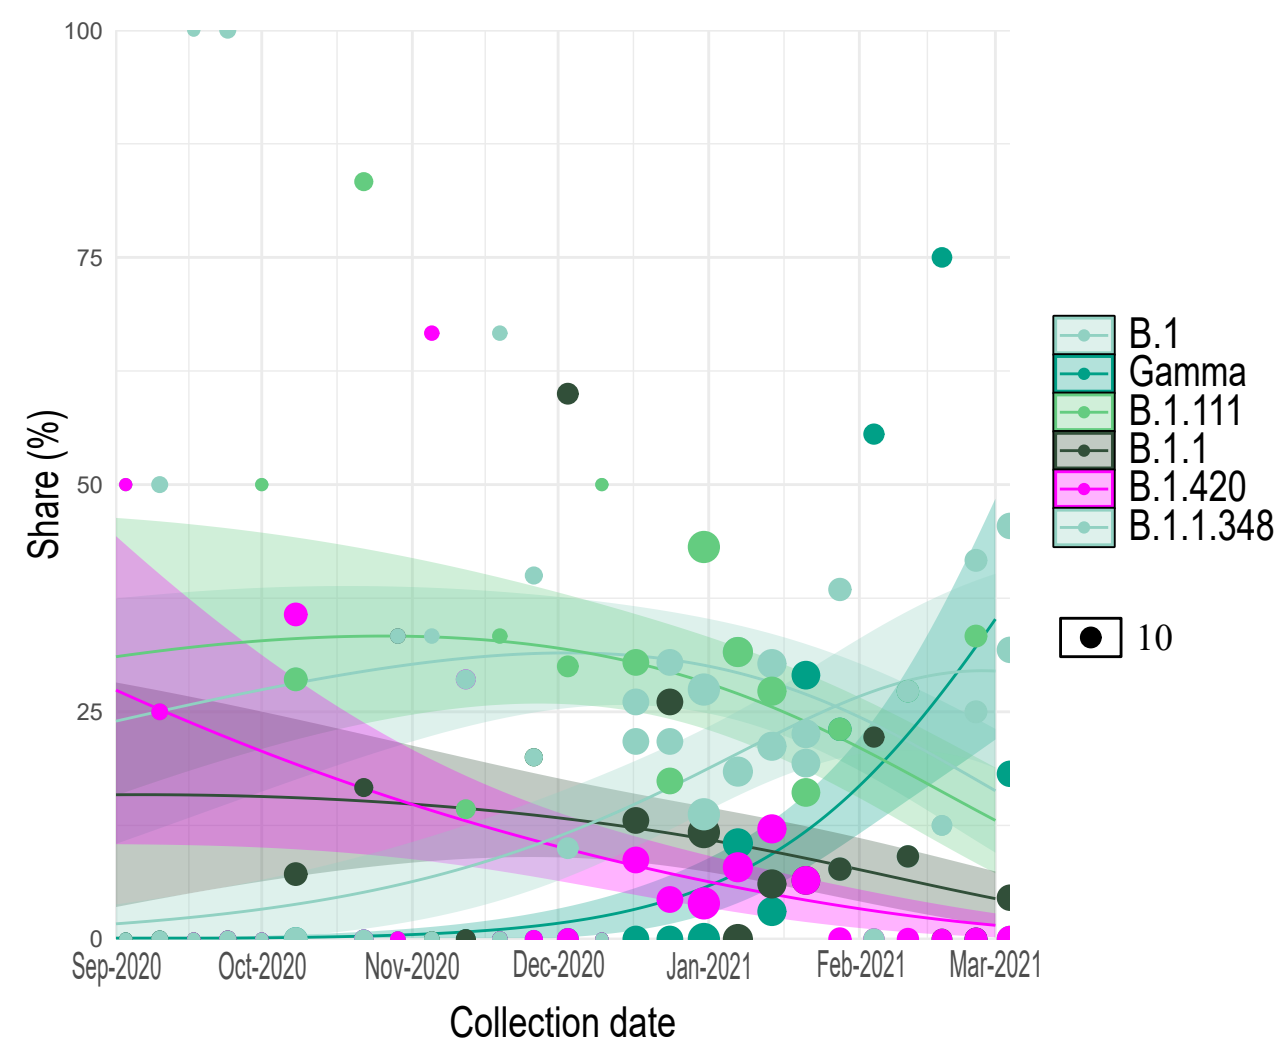 100
75
50
25
0
Share (%)
Sep-2020
Oct-2020
Nov-2020
Dec-2020
Jan-2021
Feb-2021
Mar-2021
Collection date
B.1
Gamma
B.1.111
B.1.1
B.1.420
B.1.1.348
10